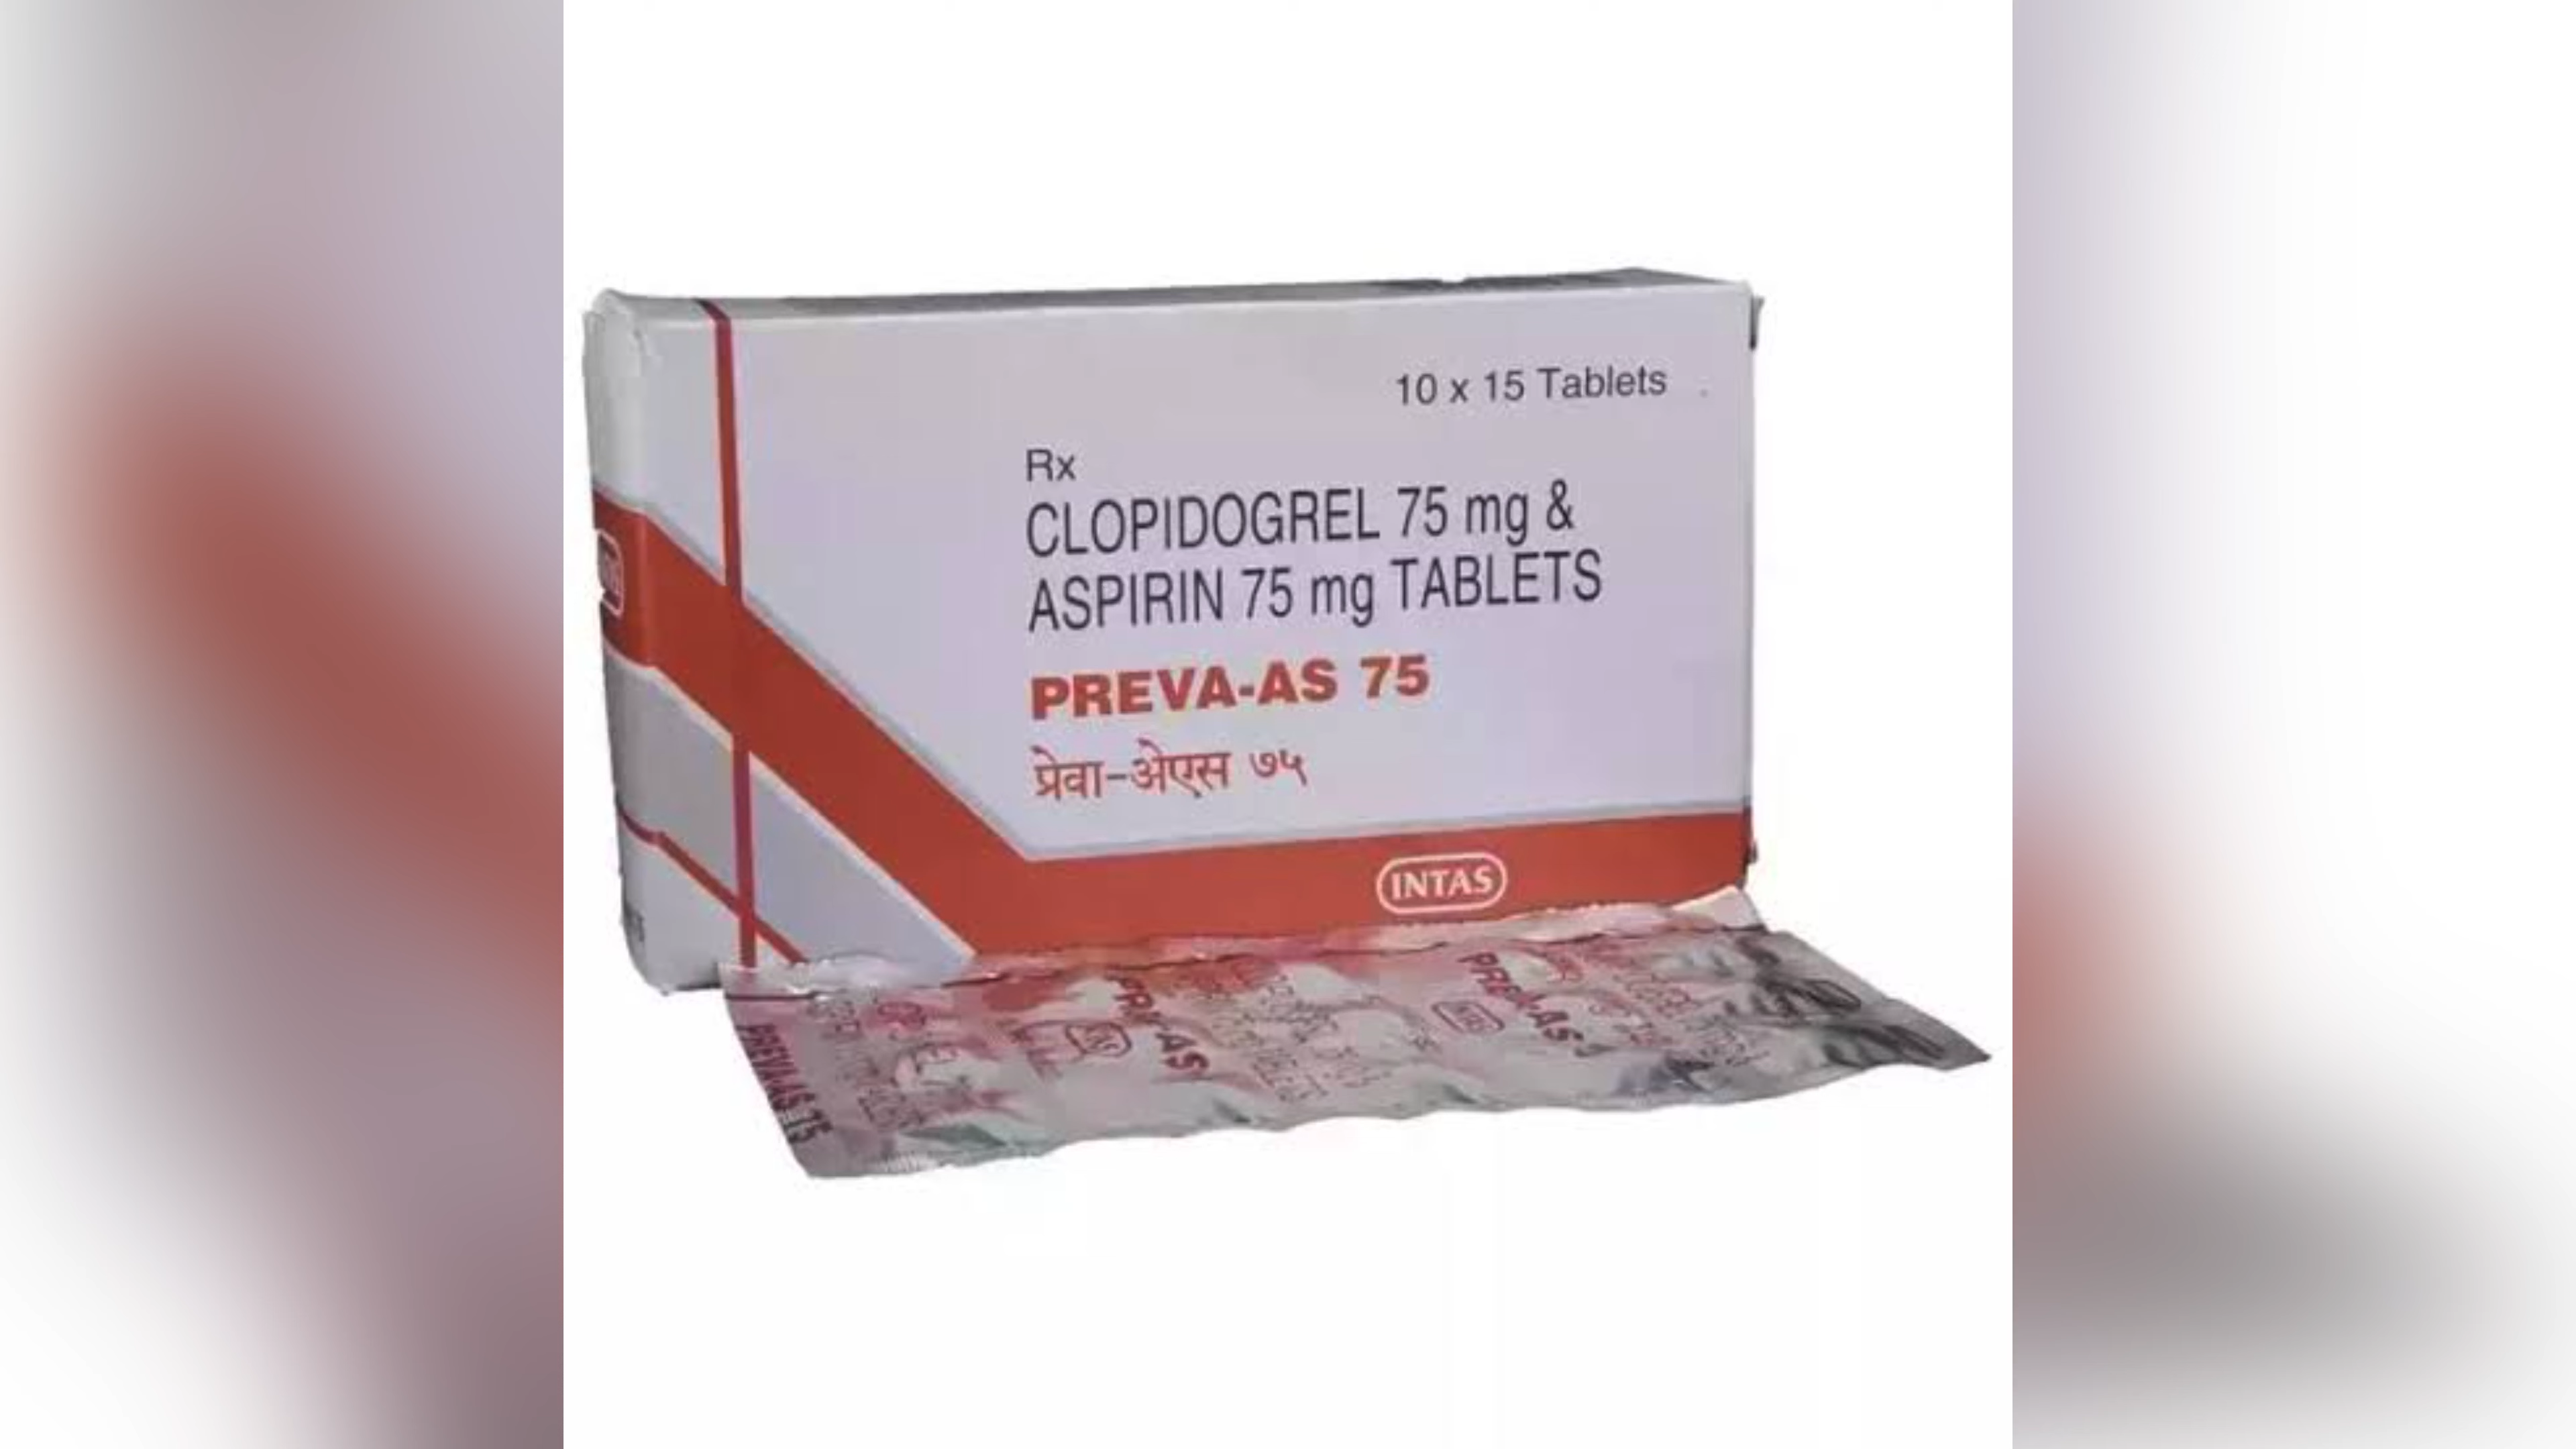 10 x 15 Tablets
Rx
CLOPIDOGREL 75 mg &
ASPIRIN 75 mg TABLETS
PREVA-AS 75
प्रेवा-ॲएस ७५
INTAS
PREVA-AS 75